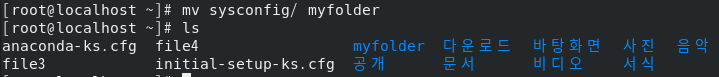 [root@localhost ~]# mv sysconfig/ myfolder
[root@localhost ~]# ls
anaconda-ks.cfg file4 myfolder 다운로드 바탕화면 사진 음악
file3 initial-setup-ks.cfg 공개 문서 비디오 서식
[root@localhost ~]#